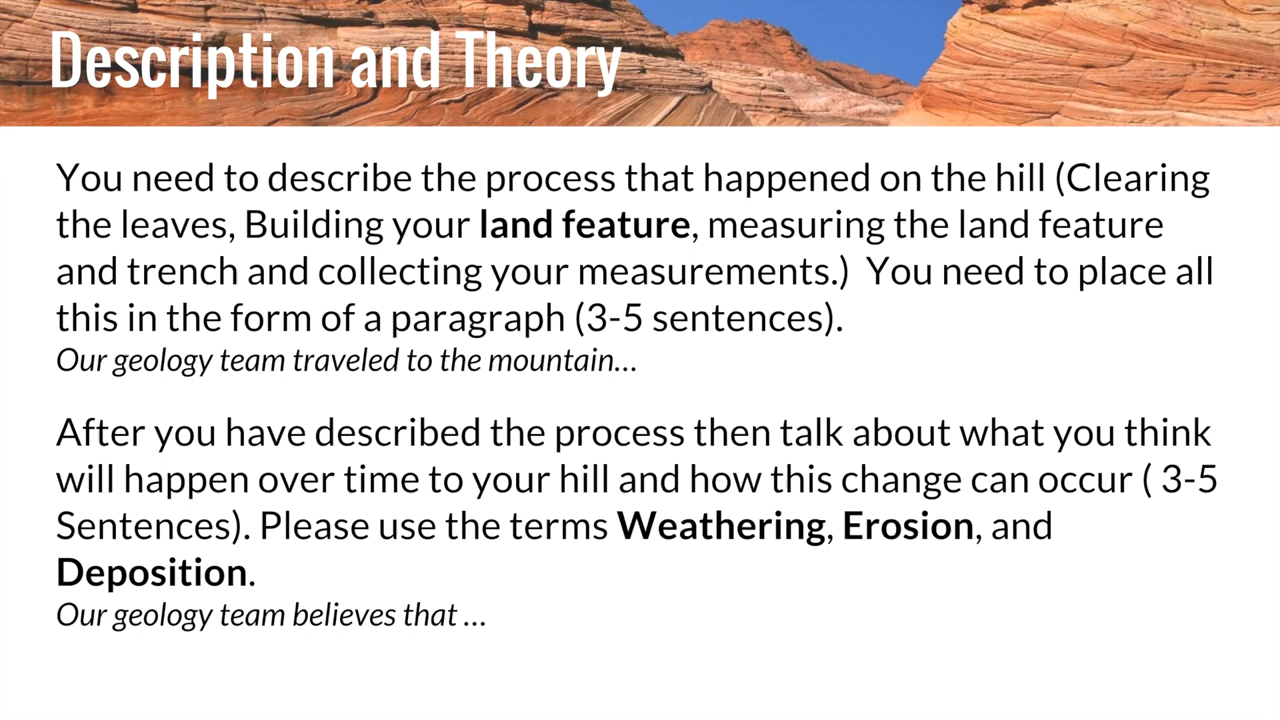 Description and Theory
You need to describe the process that happened on the hill (Clearing
the leaves, Building your land feature, measuring the land feature
and trench and collecting your measurements.)  You need to place all
this in the form of a paragraph (3-5 sentences).
Our geology team traveled to the mountain...
After you have described the process then talk about what you think
will happen over time to your hill and how this change can occur ( 3-5
Sentences). Please use the terms Weathering, Erosion, and
Deposition.
Our geology team believes that ...